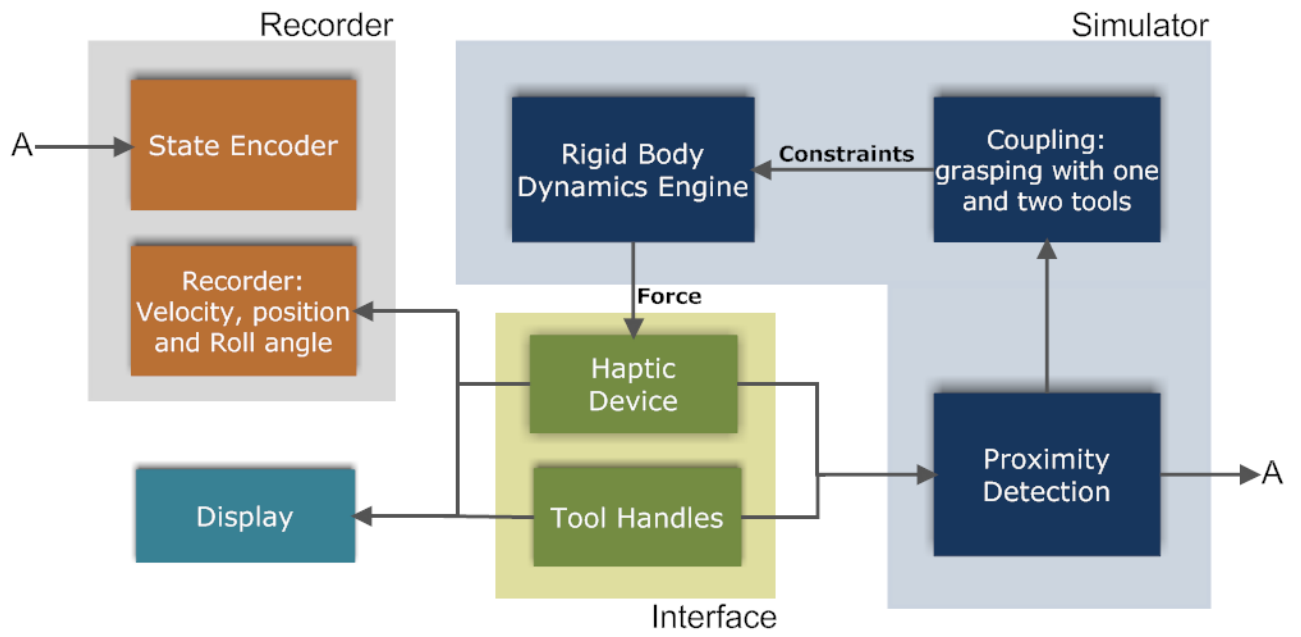 Recorder
Simulator
A
State Encoder
Rigid Body
Dynamics Engine
Constraints
Coupling:
grasping with one
and two tools
Recorder:
Velocity, position
and Roll angle
Force
Haptic
Device
Proximity
Detection
A
Display
Tool Handles
Interface